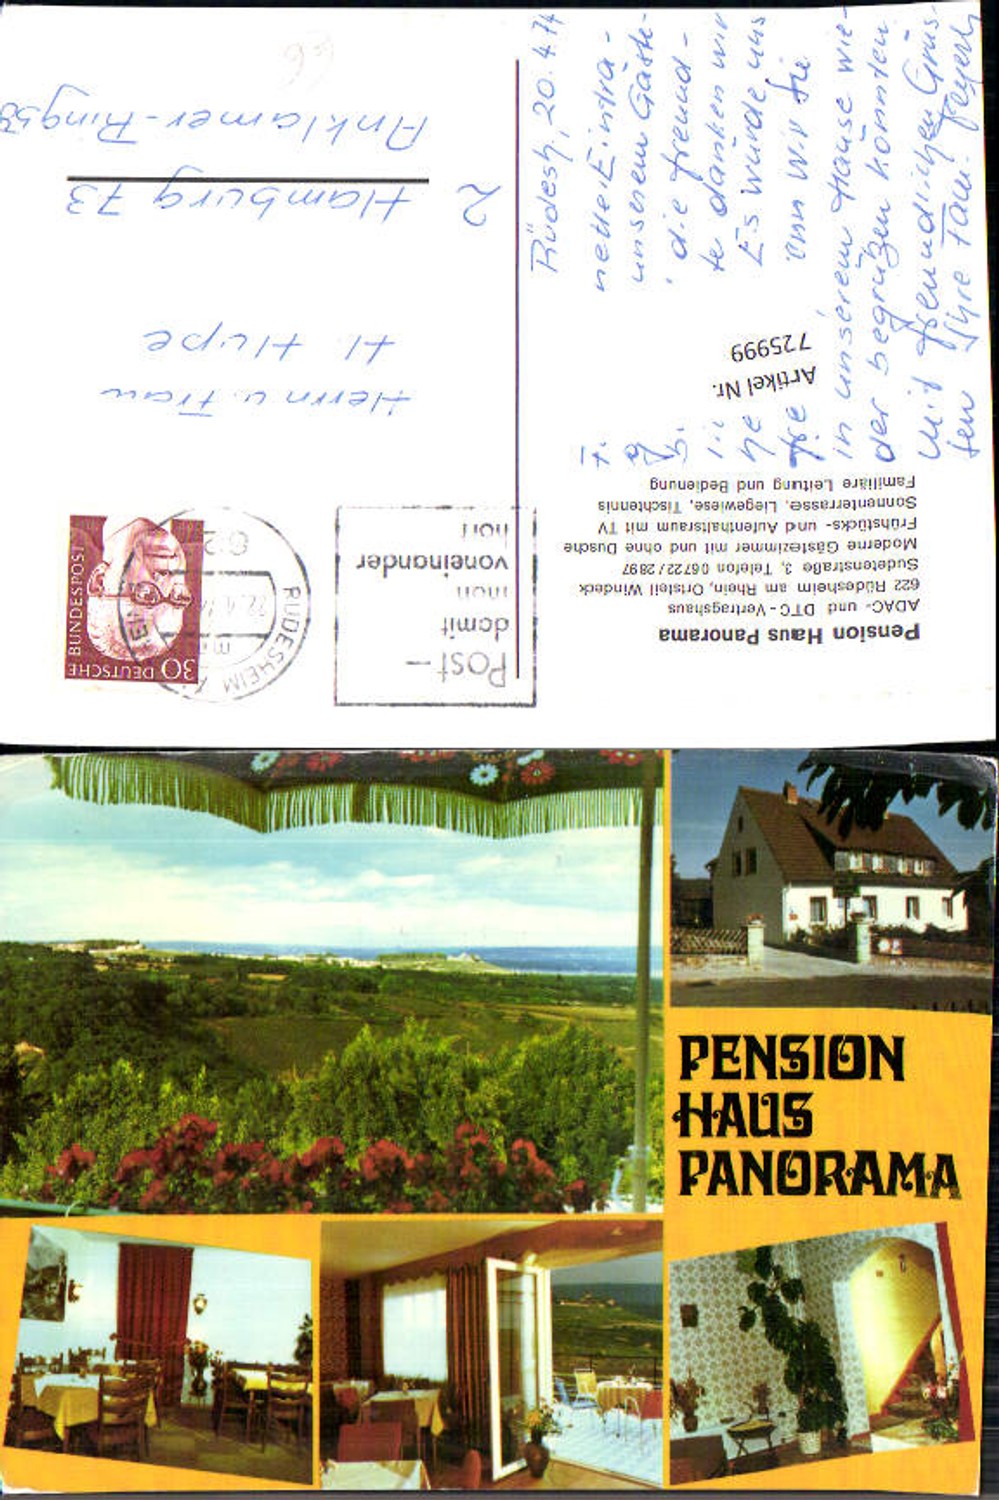 Pension Haus Panorama
ADAC- und DTC-Vertragshaus
622 Rüdesheim am Rhein, Ortsteil Windeck
Sudetenstraße 3, Telefon 06722/2897
Moderne Gästezimmer mit und ohne Dusche
Frühstücks- und Aufenthaltsraum mit TV
Sonnenterrasse, Liegewiese, Tischtennis
Familiäre Leitung und Bedienung
Artikel Nr.
725999
Rüdesh, 20.4.74
nette Einträ-
unserem Gäste-
die freund-
te danken wir
Es würde uns
wir Sie
in unserem Hause wie-
der begrüßen könnten.
Mit freundlichen Grüs-
sen Ihre Fam.
Post-
damit
man
voneinander
hört
RÜDESHEIM
30 DEUTSCHE
BUNDESPOST
Herrn u. Frau
H. Hupe
2
Hamburg 73
Anklamer-Ring 53
PENSION
HAUS
PANORAMA